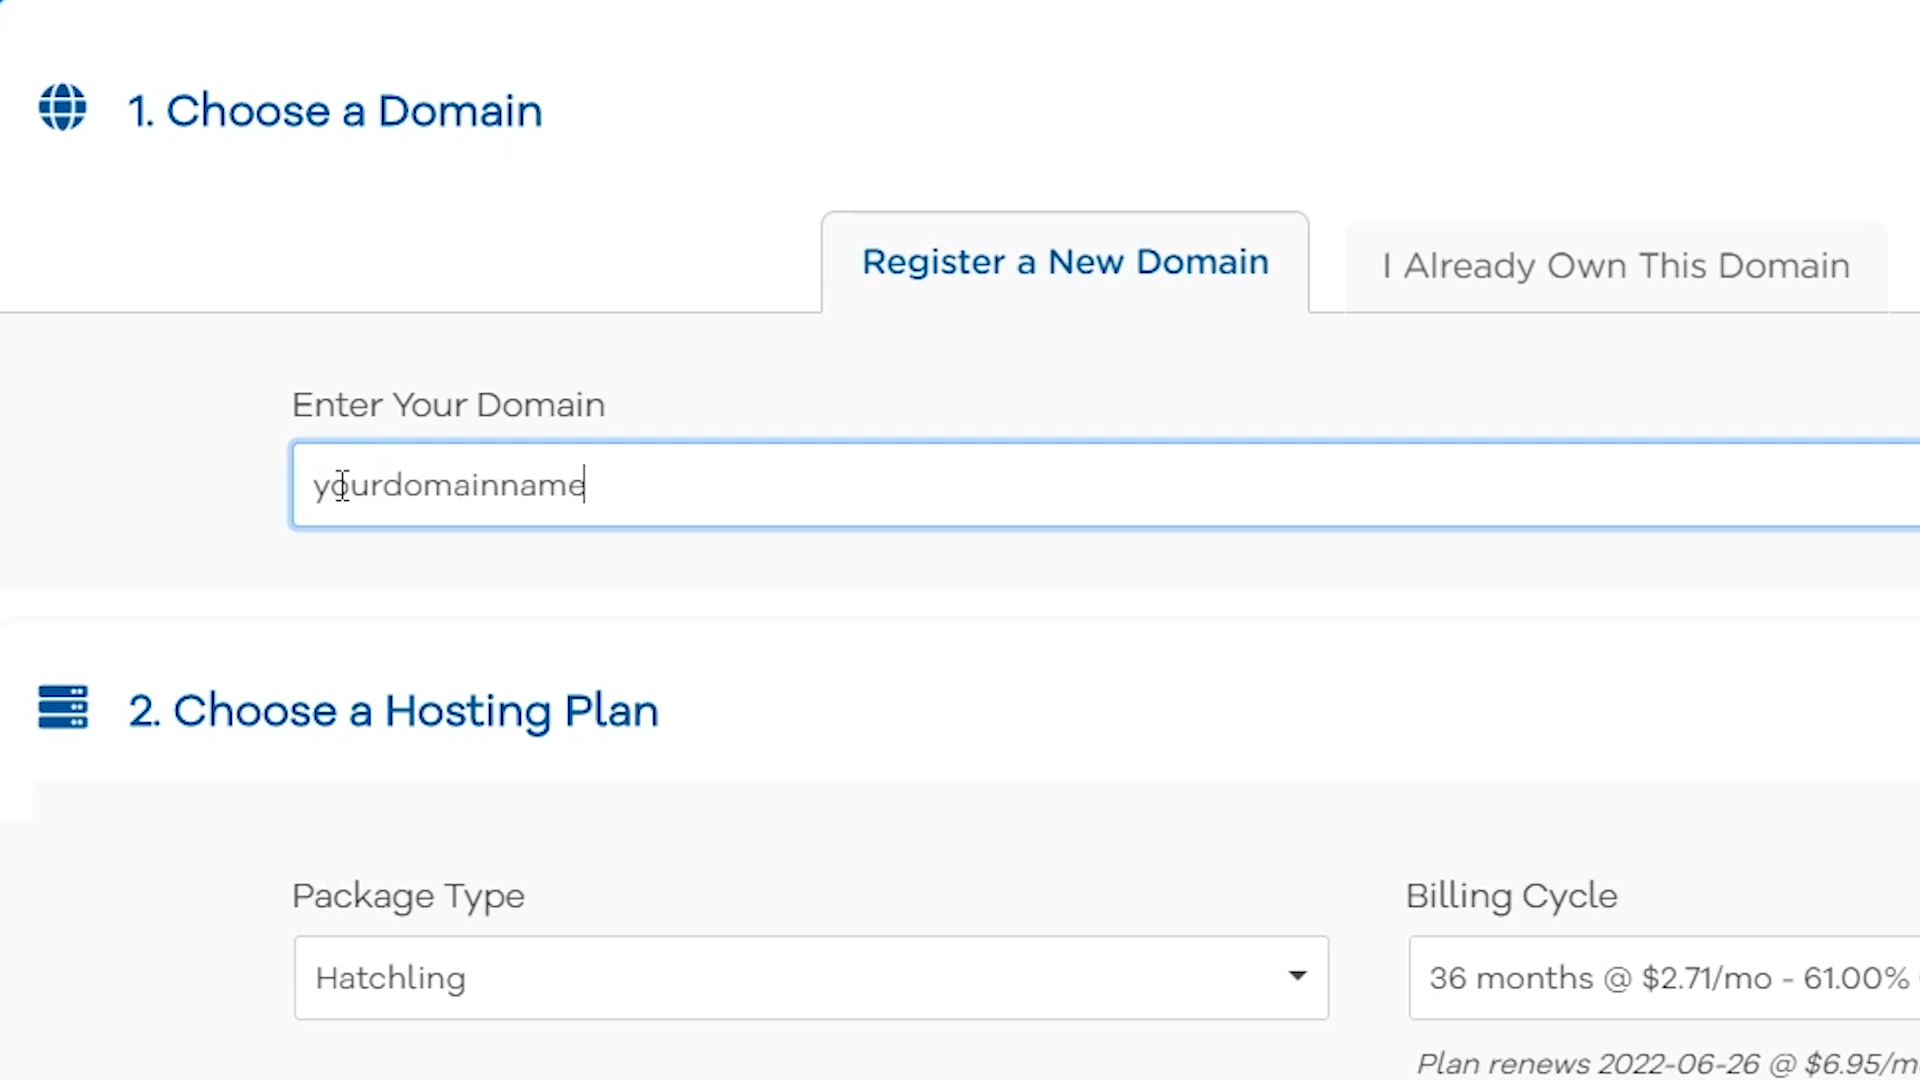 1. Choose a Domain
Register a New Domain
I Already Own This Domain
Enter Your Domain
yourdomainname
2. Choose a Hosting Plan
Package Type
Billing Cycle
Hatchling
36 months @ $2.71/mo - 61.00%
Plan renews 2022-06-26 @ $6.95/m